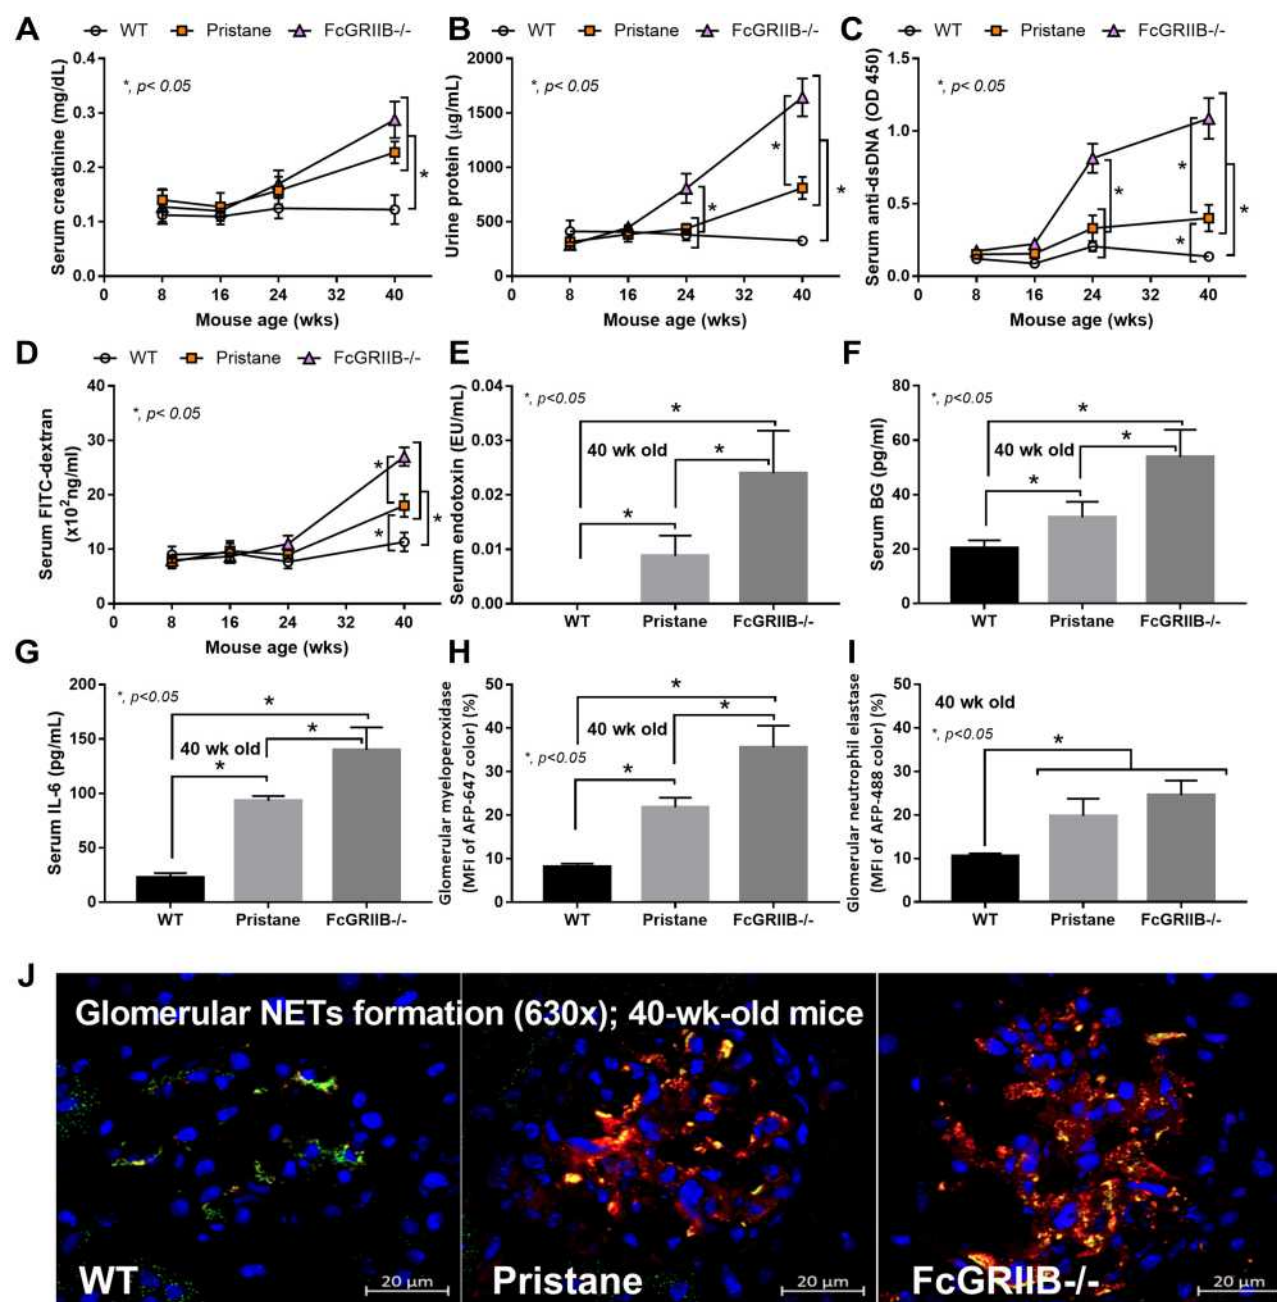 A
WT Pristane FcGRIIB-/-
Serum creatinine (mg/dL)
*, p< 0.05
0.4
0.3
0.2
0.1
0.0
*
0 8 16 24 32 40
Mouse age (wks)
B
WT Pristane FcGRIIB-/-
Urine protein (µg/mL)
*, p< 0.05
2000
1500
1000
500
0
*
*
*
0 8 16 24 32 40
Mouse age (wks)
C
WT Pristane FcGRIIB-/-
Serum anti-dsDNA (OD 450)
*, p< 0.05
1.5
1.0
0.5
0.0
*
*
*
*
0 8 16 24 32 40
Mouse age (wks)
D
WT Pristane FcGRIIB-/-
Serum FITC-dextran
(x10²ng/ml)
*, p< 0.05
40
30
20
10
0
*
*
*
0 8 16 24 32 40
Mouse age (wks)
E
Serum endotoxin (EU/mL)
*, p<0.05
0.04
0.03
0.02
0.01
0.00
*
40 wk old
*
*
WT Pristane FcGRIIB-/-
F
Serum BG (pg/ml)
*, p<0.05
80
60
40
20
0
*
40 wk old
*
*
WT Pristane FcGRIIB-/-
G
Serum IL-6 (pg/mL)
*, p<0.05
200
150
100
50
0
*
40 wk old
*
*
WT Pristane FcGRIIB-/-
H
Glomerular myeloperoxidase
(MFI of AFP-647 color) (%)
50
40
30
20
10
0
*
40 wk old
*
*, p<0.05
*
WT Pristane FcGRIIB-/-
I
Glomerular neutrophil elastase
(MFI of AFP-488 color) (%)
50
40
30
20
10
0
40 wk old
*, p<0.05
*
WT Pristane FcGRIIB-/-
J
Glomerular NETs formation (630x); 40-wk-old mice
WT
20 µm
Pristane
20 µm
FcGRIIB-/-
20 µm